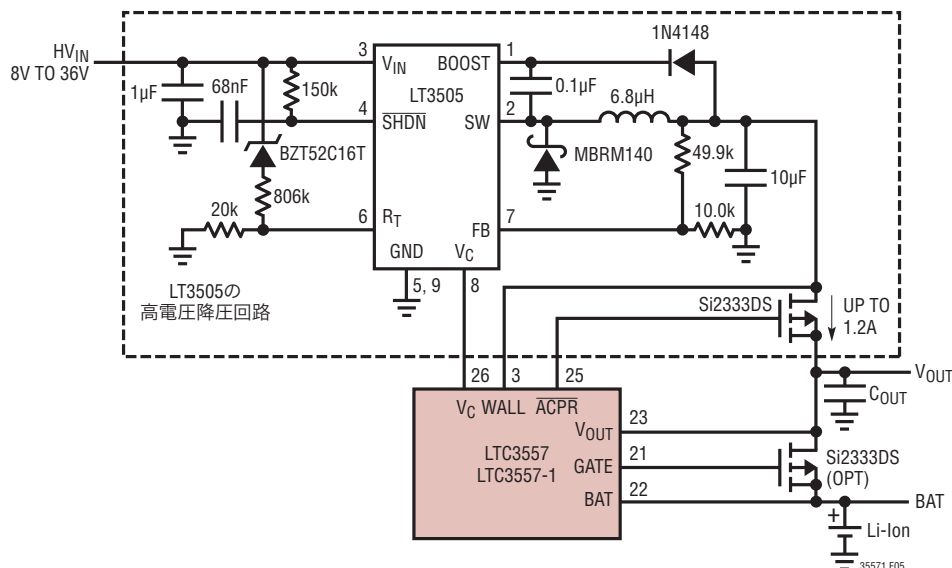 HVIN
8V TO 36V
1µF
68nF
150k
BZT52C16T
806k
20k
3
4
6
VIN
SHDN
RT
GND
VC
BOOST
LT3505
SW
FB
1
2
7
5, 9
8
0.1µF
1N4148
6.8µH
MBRM140
49.9k
10µF
10.0k
LT3505の
高電圧降圧回路
Si2333DS
UP TO
1.2A
26
3
25
VC WALL ACPR
VOUT
GATE
BAT
LTC3557
LTC3557-1
23
21
22
VOUT
COUT
Si2333DS
(OPT)
BAT
+
Li-Ion
35571 F05